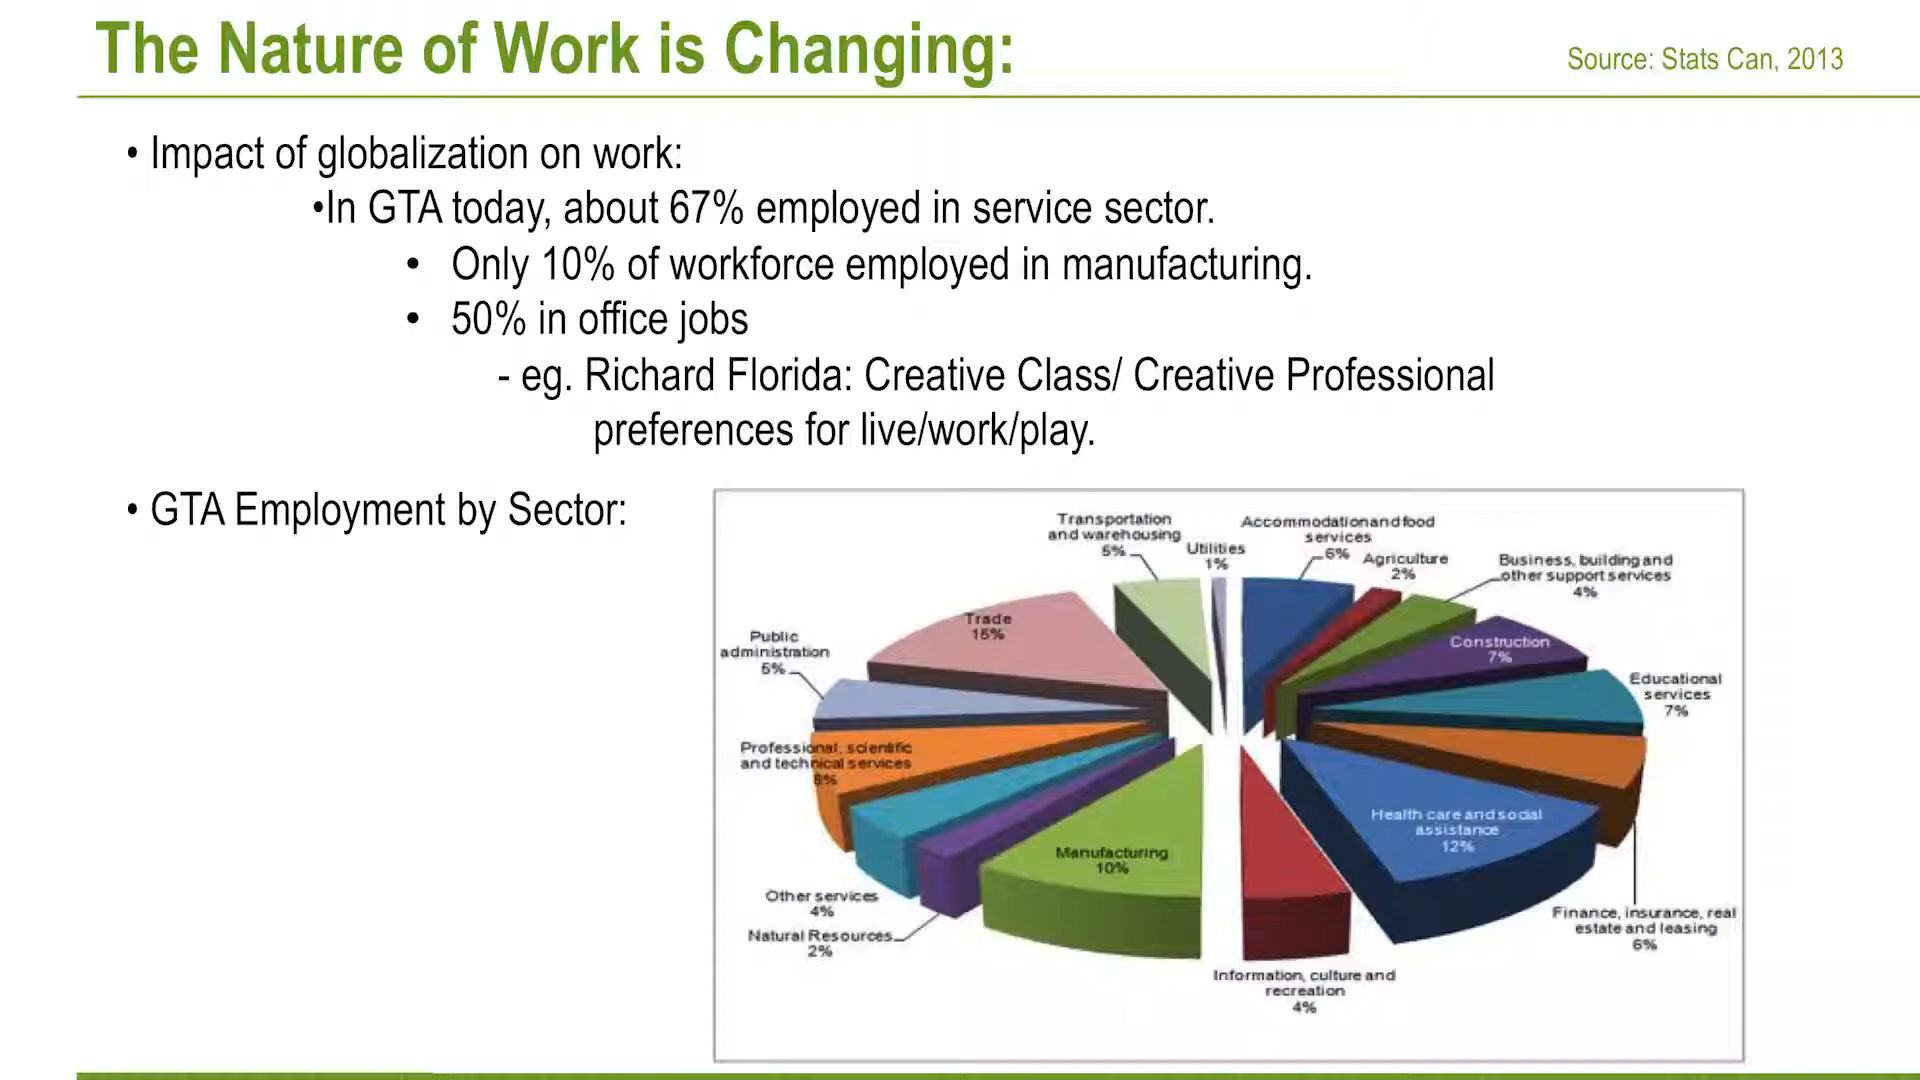 The Nature of Work is Changing:
Source: Stats Can, 2013
• Impact of globalization on work:
•In GTA today, about 67% employed in service sector.
• Only 10% of workforce employed in manufacturing.
• 50% in office jobs
- eg. Richard Florida: Creative Class/ Creative Professional
preferences for live/work/play.
• GTA Employment by Sector:
Transportation
and warehousing
5%
Utilities
1%
Accommodation and food
services
6%
Agriculture
2%
Business, building and
other support services
4%
Trade
15%
Construction
7%
Public
administration
5%
Educational
services
7%
Professional, scientific
and technical services
8%
Health care and social
assistance
12%
Manufacturing
10%
Other services
4%
Natural Resources
2%
Finance, insurance, real
estate and leasing
6%
Information, culture and
recreation
4%